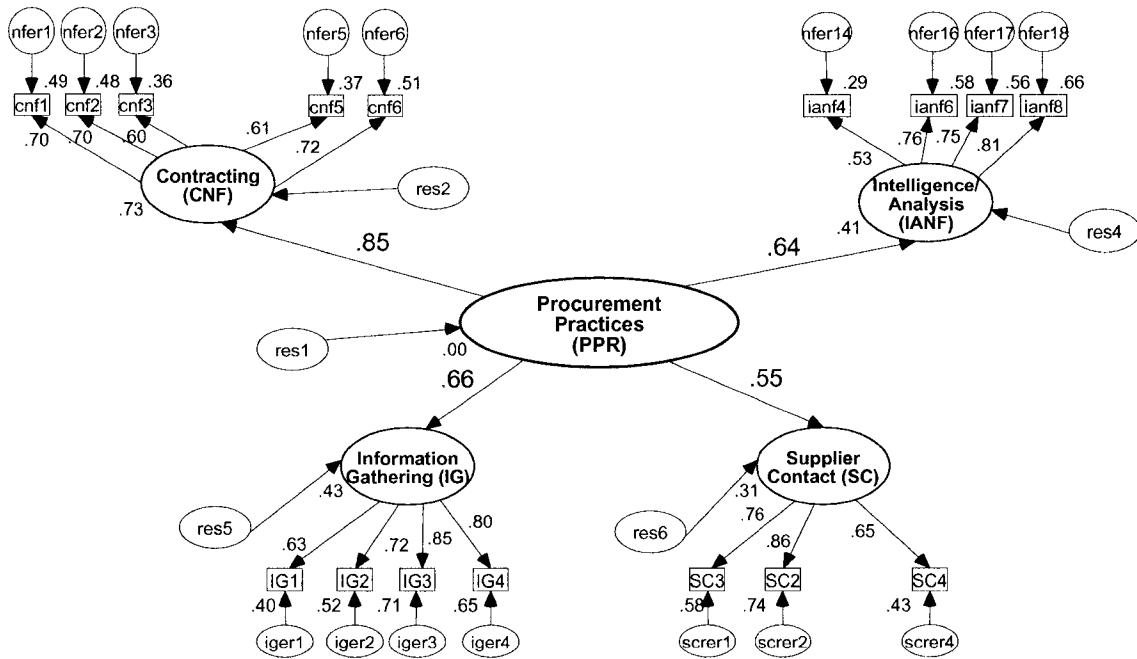 nfer1 nfer2 nfer3 nfer5 nfer6 nfer14 nfer16 nfer17 nfer18
.49 .48 .36 .37 .51 .29 .58 .56 .66
cnf1 cnf2 cnf3 cnf5 cnf6 ianf4 ianf6 ianf7 ianf8
.70 .70 .60 .61 .72 .53 .76 .75 .81
Contracting
(CNF)
.73
res2
Intelligence/
Analysis
(IANF)
.41
res4
.85
.64
Procurement
Practices
(PPR)
res1
.00
.66
.55
Information
Gathering (IG)
.43
res5
Supplier
Contact (SC)
.31
res6
.63 .72 .85 .80 .76 .86 .65
IG1 IG2 IG3 IG4 SC3 SC2 SC4
.40 .52 .71 .65 .58 .74 .43
iger1 iger2 iger3 iger4 screr1 screr2 screr4